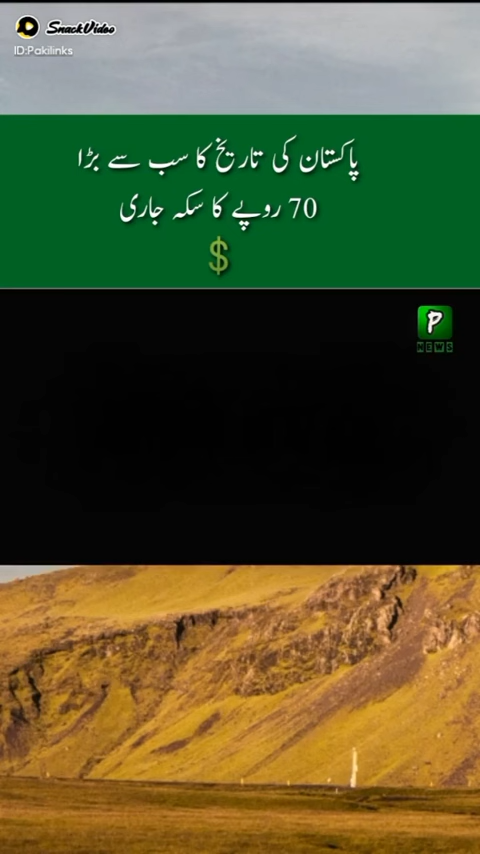 SnackVideo
ID:Pakilinks
پاکستان کی تاریخ کا سب سے بڑا
70 روپے کا سکہ جاری
$
P
NEWS